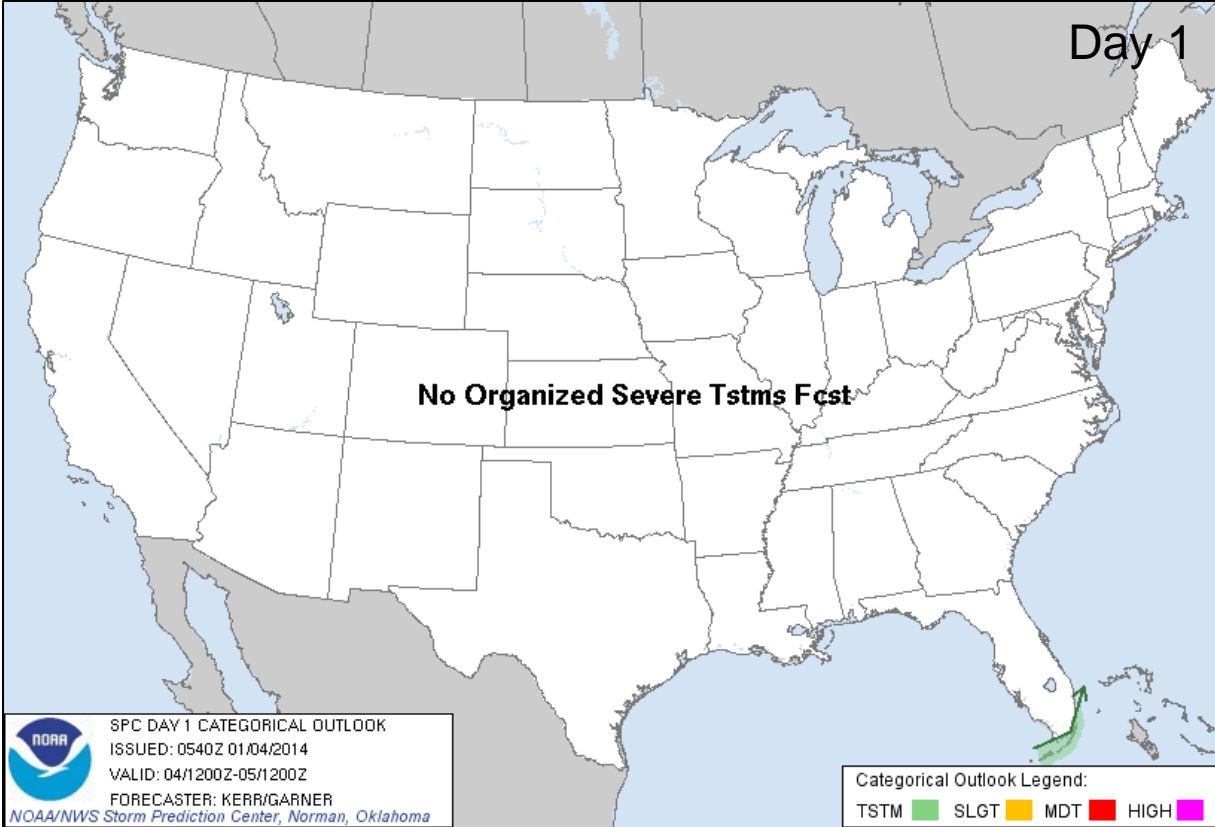 Day 1
No Organized Severe Tstms Fcst
NOAA
SPC DAY 1 CATEGORICAL OUTLOOK
ISSUED: 0540Z 01/04/2014
VALID: 04/1200Z-05/1200Z
FORECASTER: KERR/GARNER
NOAA/NWS Storm Prediction Center, Norman, Oklahoma
Categorical Outlook Legend:
TSTM SLGT MDT HIGH